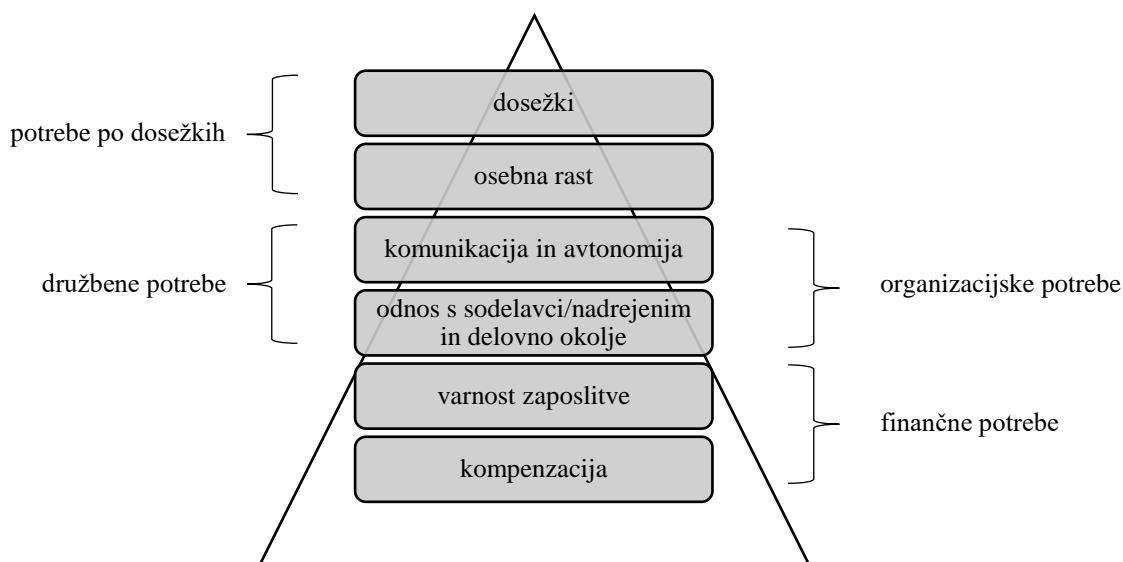 dosežki
potrebe po dosežkih
osebna rast
komunikacija in avtonomija
družbene potrebe
organizacijske potrebe
odnos s sodelavci/nadrejenim
in delovno okolje
varnost zaposlitve
finančne potrebe
kompenzacija